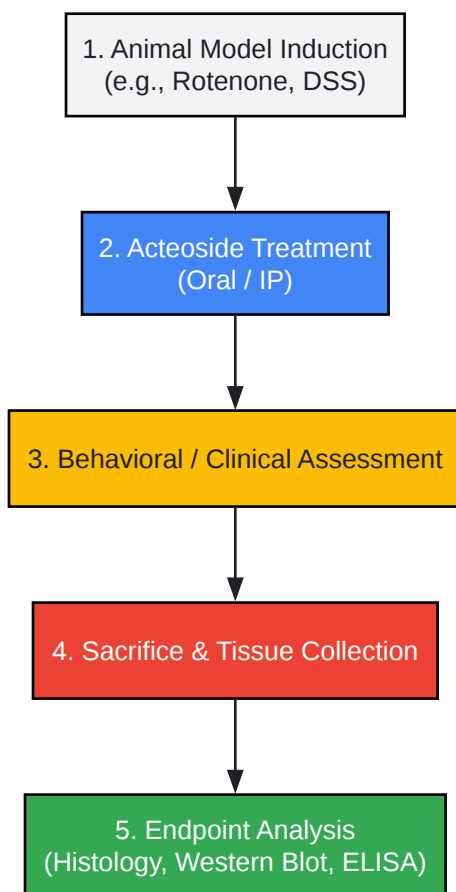 1. Animal Model Induction
(e.g., Rotenone, DSS)
2. Acteoside Treatment
(Oral / IP)
3. Behavioral / Clinical Assessment
4. Sacrifice & Tissue Collection
5. Endpoint Analysis
(Histology, Western Blot, ELISA)